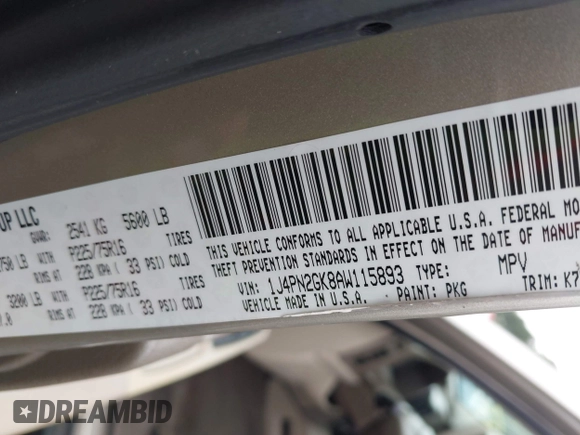 UP LLC
GVWR: 2541 KG 5600 LB
P225/75R16 TIRES
RIMS AT 228 KPA ( 33 PSI) COLD
3200 LB P225/75R16 TIRES
RIMS AT 228 KPA ( 33 PSI) COLD
THIS VEHICLE CONFORMS TO ALL APPLICABLE U.S.A. FEDERAL MO
THEFT PREVENTION STANDARDS IN EFFECT ON THE DATE OF MANUF
VIN: 1J4PN2GK8AW115893 TYPE: MPV
VEHICLE MADE IN U.S.A. PAINT: PKG TRIM: K7
DREAMBID